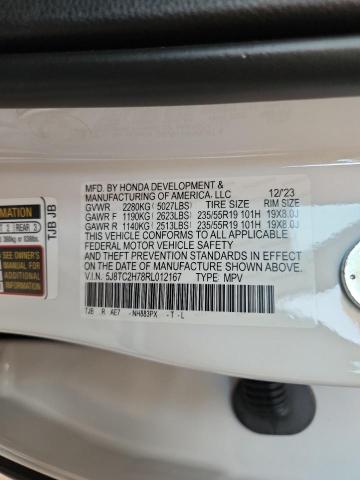 MFD. BY HONDA DEVELOPMENT &
MANUFACTURING OF AMERICA, LLC 12/'23
GVWR 2280KG(5027LBS) TIRE SIZE RIM SIZE
GAWR F 1190KG(2623LBS) 235/55R19 101H 19X8.0J
GAWR R 1140KG(2513LBS) 235/55R19 101H 19X8.0J
THIS VEHICLE CONFORMS TO ALL APPLICABLE
FEDERAL MOTOR VEHICLE SAFETY
AND THEFT PREVENTION STANDARDS IN EFFECT
ON THE DATE OF MANUFACTURE SHOWN ABOVE.
V.I.N. 5J8TC2H78RL012167 TYPE: MPV
TJB R AE7 -NH883PX -T-L
TJB JB
REAR 3
SEE OWNER'S
MANUAL FOR
ADDITIONAL
INFORMATION